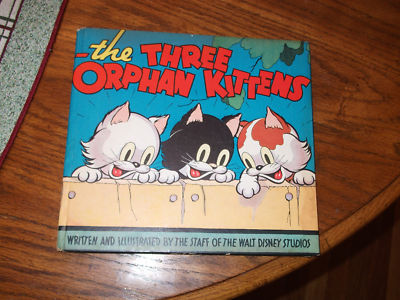 the THREE
ORPHAN KITTENS
WRITTEN AND ILLUSTRATED BY THE STAFF OF THE WALT DISNEY STUDIOS